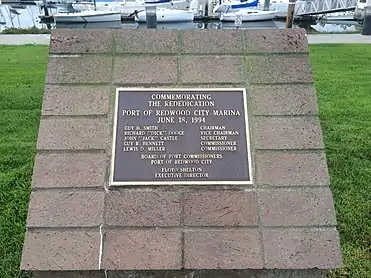 COMMEMORATING
THE REDEDICATION
PORT OF REDWOOD CITY MARINA
JUNE 18, 1994
GUY H. SMITH CHAIRMAN
RICHARD "DICK" DODGE VICE CHAIRMAN
JOHN "JACK" CASTLE SECRETARY
GUY R. BENNETT COMMISSIONER
LEWIS D. MILLER COMMISSIONER
BOARD OF PORT COMMISSIONERS
PORT OF REDWOOD CITY
FLOYD SHELTON
EXECUTIVE DIRECTOR